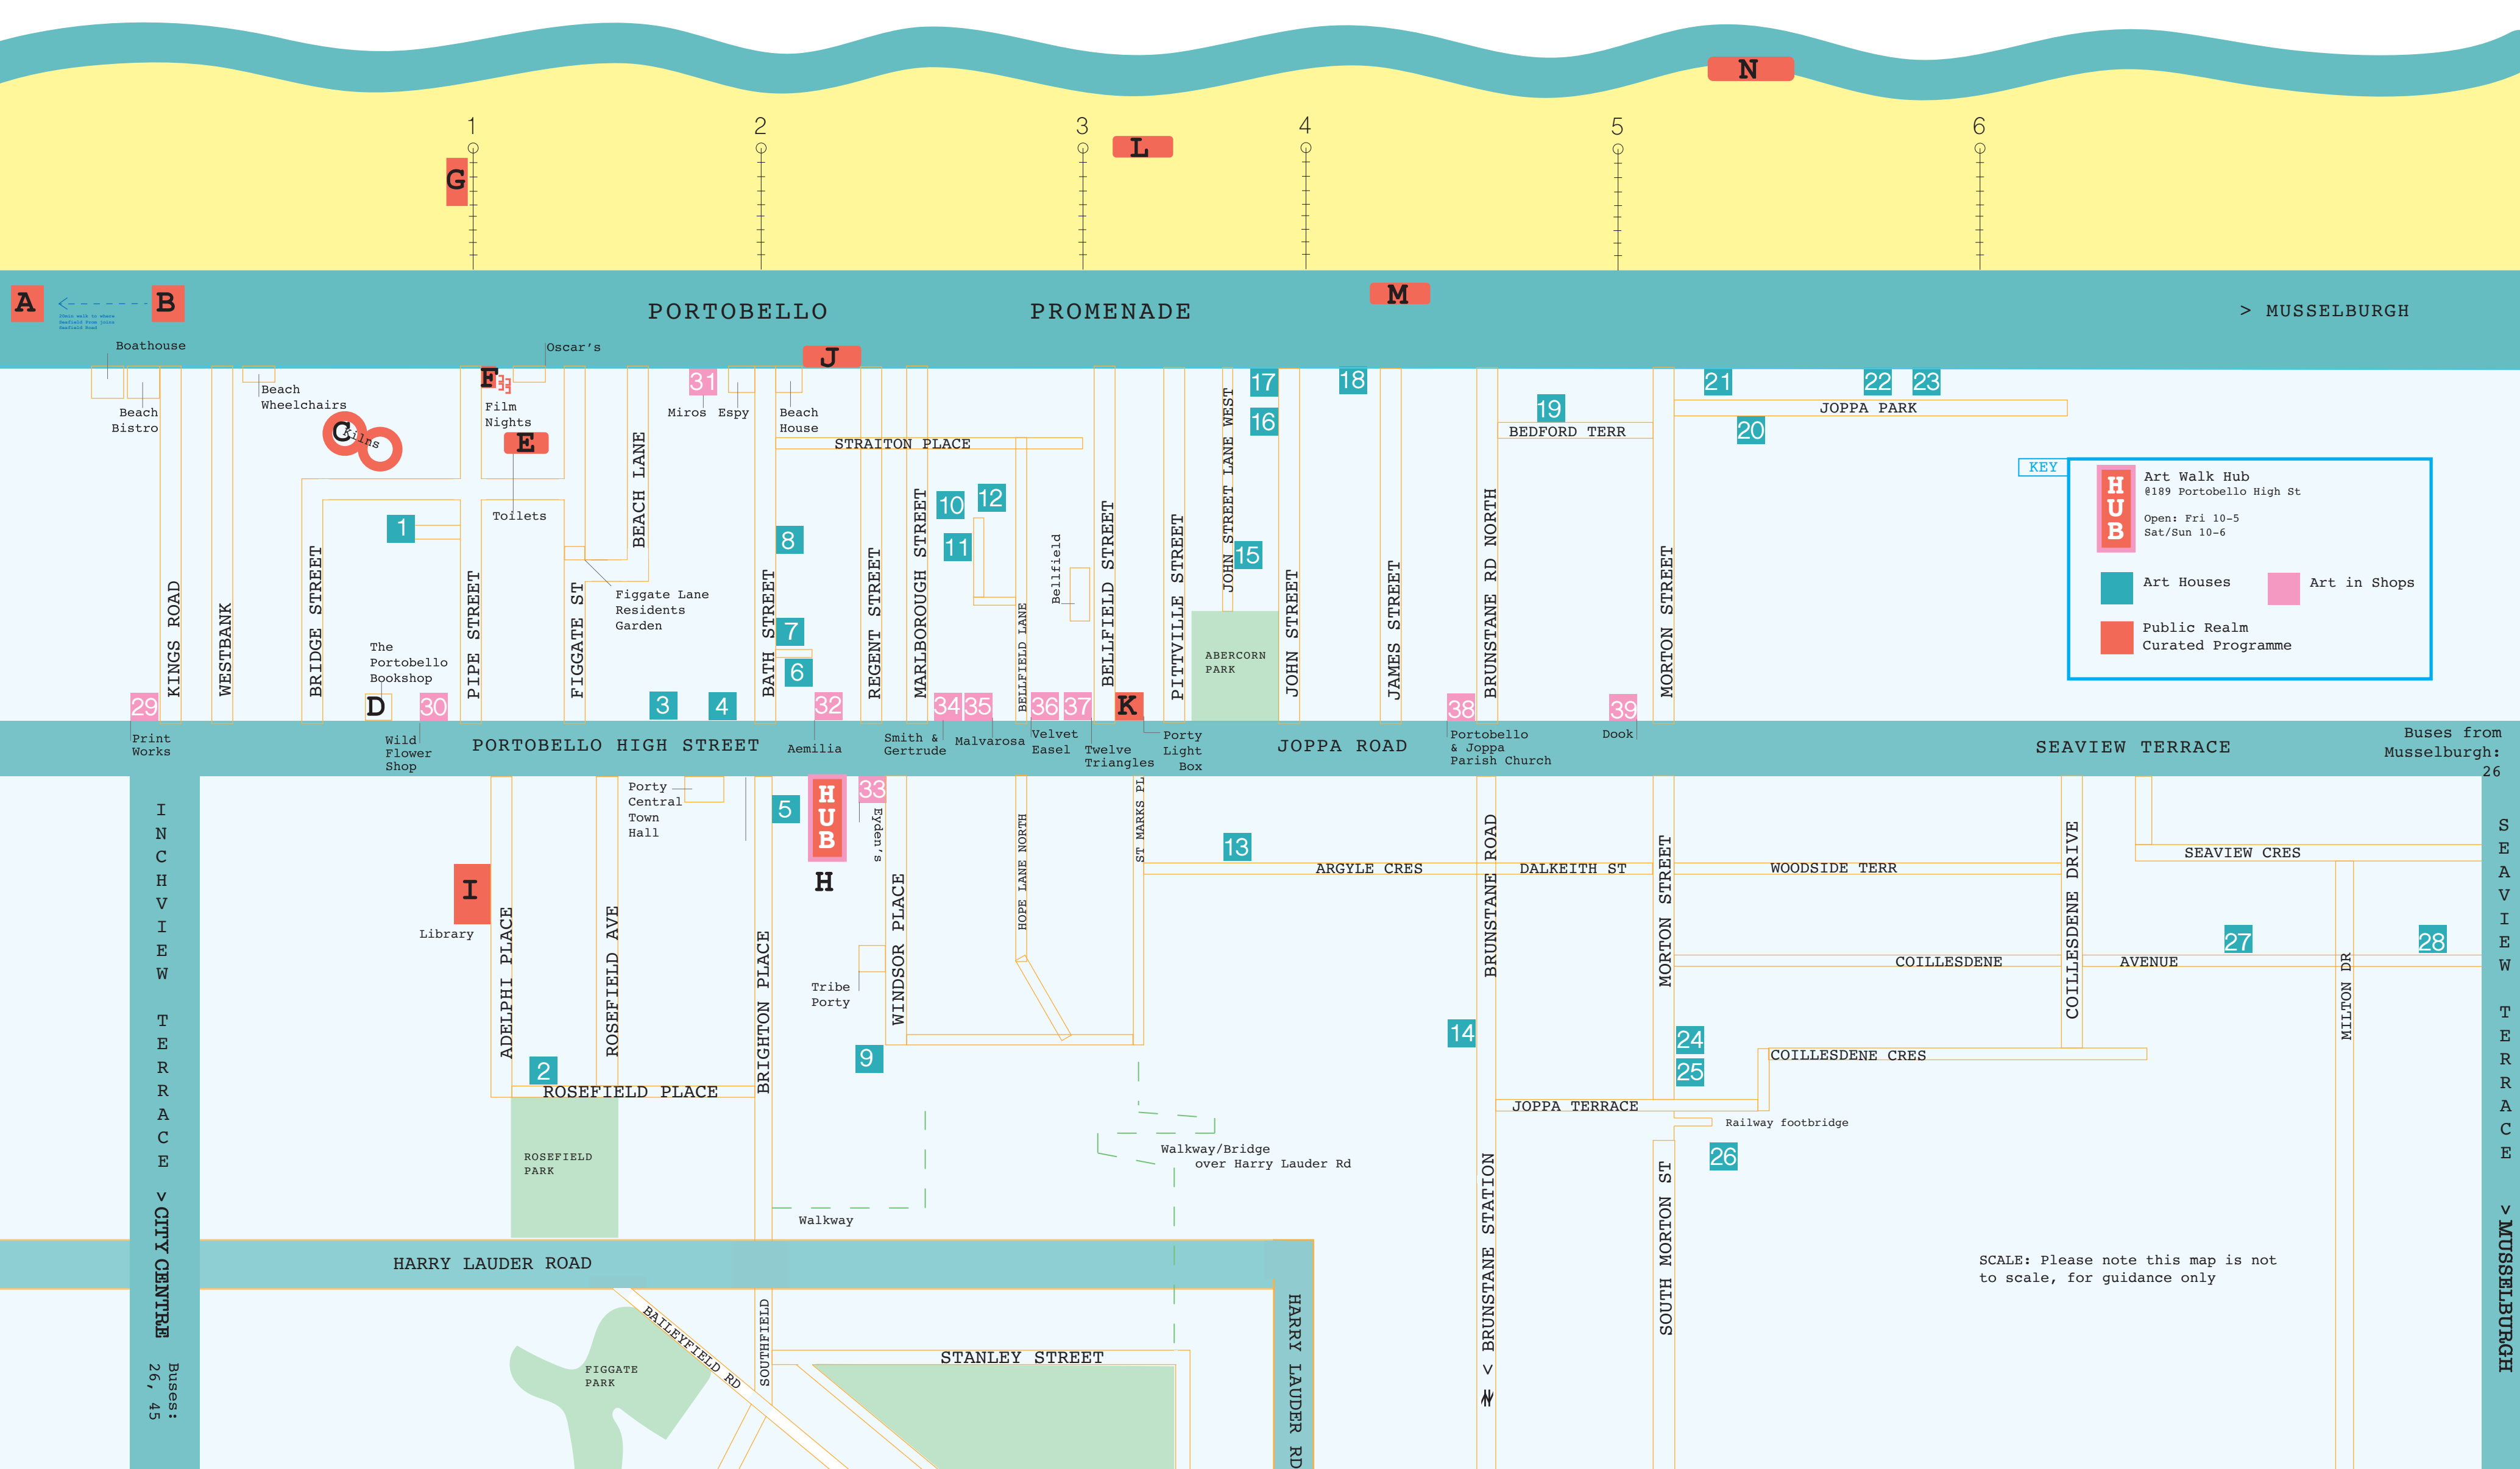 N
1
2
3
4
5
6
L
G
A
B
20min walk to where
Seafield from joins
Seafield Road
PORTOBELLO
PROMENADE
M
> MUSSELBURGH
Boathouse
Oscar's
J
F
Film
Nights
Beach
Wheelchairs
Beach
Bistro
C
Kilns
E
Toilets
31
Miros
Espy
Beach
House
STRAITON PLACE
17
16
18
19
BEDFORD TERR
21
22
23
JOPPA PARK
20
KEY
HUB
Art Walk Hub
@189 Portobello High St
Open: Fri 10-5
Sat/Sun 10-6
Art Houses
Art in Shops
Public Realm
Curated Programme
1
BEACH LANE
8
10
12
11
Bellfield
15
JOHN STREET LANE WEST
Figgate Lane
Residents
Garden
7
6
KINGS ROAD
WESTBANK
BRIDGE STREET
PIPE STREET
FIGGATE ST
BATH STREET
REGENT STREET
MARLBOROUGH STREET
BELLFIELD LANE
BELLFIELD STREET
PITTVILLE STREET
ABERCORN
PARK
JOHN STREET
JAMES STREET
BRUNSTANE RD NORTH
MORTON STREET
The
Portobello
Bookshop
29
D
30
3
4
32
34
35
36
37
K
38
39
Print
Works
Wild
Flower
Shop
PORTOBELLO HIGH STREET
Aemilia
Smith &
Gertrude
Malvarosa
Velvet
Easel
Twelve
Triangles
Porty
Light
Box
JOPPA ROAD
Portobello
& Joppa
Parish Church
Dook
SEAVIEW TERRACE
Buses from
Musselburgh:
26
INCHVIEW TERRACE
> CITY CENTRE
Buses:
26, 45
Porty
Central
Town
Hall
5
HUB
H
33
Eyden's
I
Library
ADELPHI PLACE
ROSEFIELD AVE
BRIGHTON PLACE
Tribe
Porty
WINDSOR PLACE
HOPE LANE NORTH
ST MARKS PL
13
ARGYLE CRES
BRUNSTANE ROAD
DALKEITH ST
MORTON STREET
WOODSIDE TERR
COILLESDENE DRIVE
SEAVIEW CRES
27
28
COILLESDENE
AVENUE
MILTON DR
SEAVIEW TERRACE
> MUSSELBURGH
2
ROSEFIELD PLACE
9
14
24
25
COILLESDENE CRES
JOPPA TERRACE
Railway footbridge
26
ROSEFIELD
PARK
Walkway/Bridge
over Harry Lauder Rd
Walkway
< BRUNSTANE STATION
SOUTH MORTON ST
SCALE: Please note this map is not
to scale, for guidance only
HARRY LAUDER ROAD
HARRY LAUDER RD
BAILEYFIELD RD
SOUTHFIELD
STANLEY STREET
FIGGATE
PARK